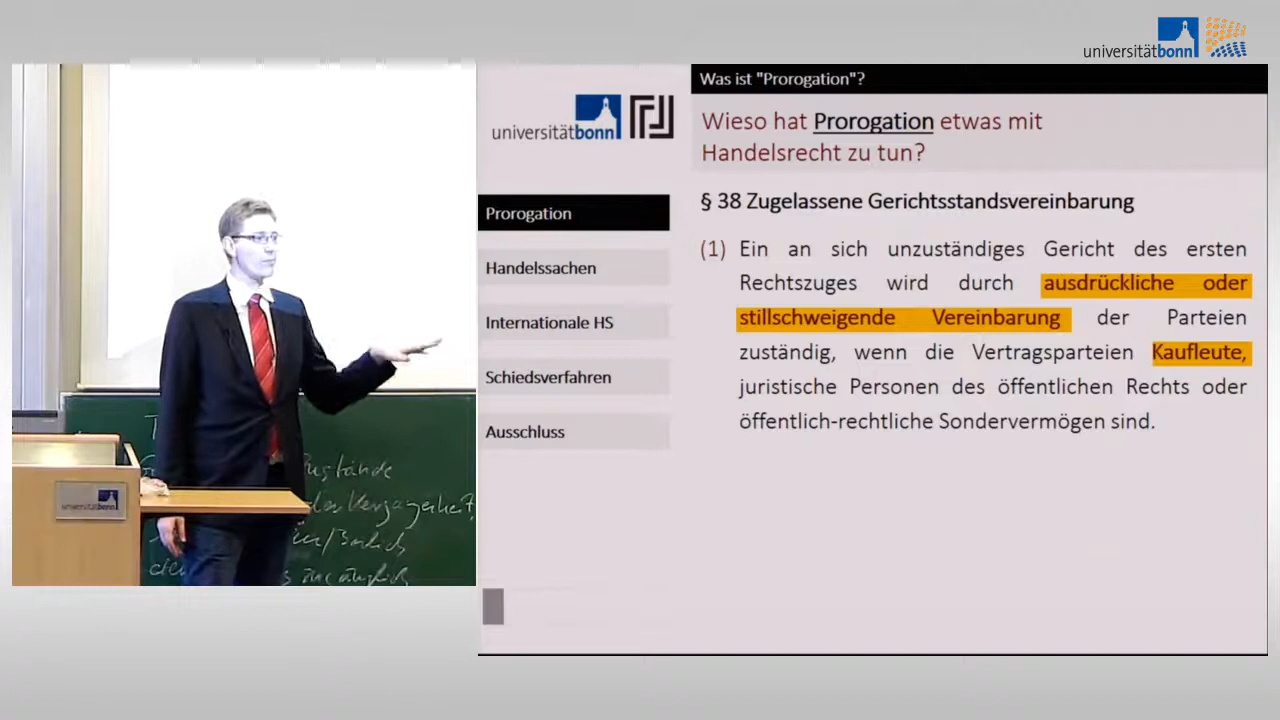 universitätbonn
Was ist "Prorogation"?
universitätbonn
Wieso hat Prorogation etwas mit
Handelsrecht zu tun?
Prorogation
Handelssachen
Internationale HS
Schiedsverfahren
Ausschluss
§ 38 Zugelassene Gerichtsstandsvereinbarung
(1) Ein an sich unzuständiges Gericht des ersten
Rechtszuges wird durch ausdrückliche oder
stillschweigende Vereinbarung der Parteien
zuständig, wenn die Vertragsparteien Kaufleute,
juristische Personen des öffentlichen Rechts oder
öffentlich-rechtliche Sondervermögen sind.
Zustände
universitätbonn